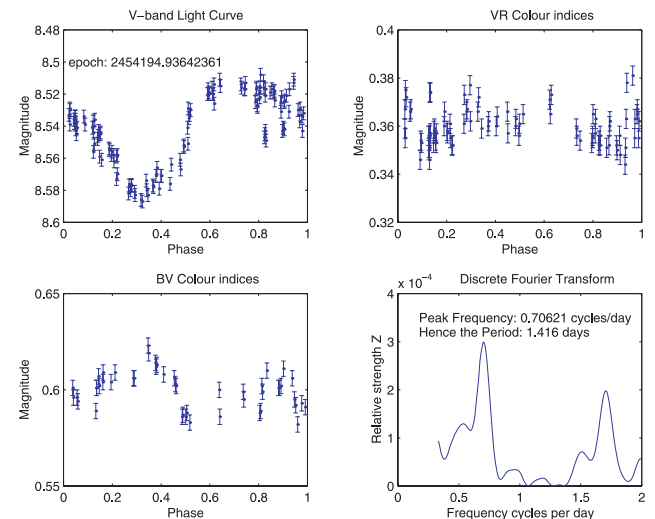 V-band Light Curve
8.48
8.5
8.52
8.54
8.56
8.58
8.6
Magnitude
epoch: 2454194.93642361
0 0.2 0.4 0.6 0.8 1
Phase
VR Colour indices
0.4
0.38
0.36
0.34
0.32
Magnitude
0 0.2 0.4 0.6 0.8 1
Phase
BV Colour indices
0.65
0.6
0.55
Magnitude
0 0.2 0.4 0.6 0.8 1
Phase
Discrete Fourier Transform
x 10−4
4
3
2
1
0
Relative strength Z
Peak Frequency: 0.70621 cycles/day
Hence the Period: 1.416 days
0 0.5 1 1.5 2
Frequency cycles per day